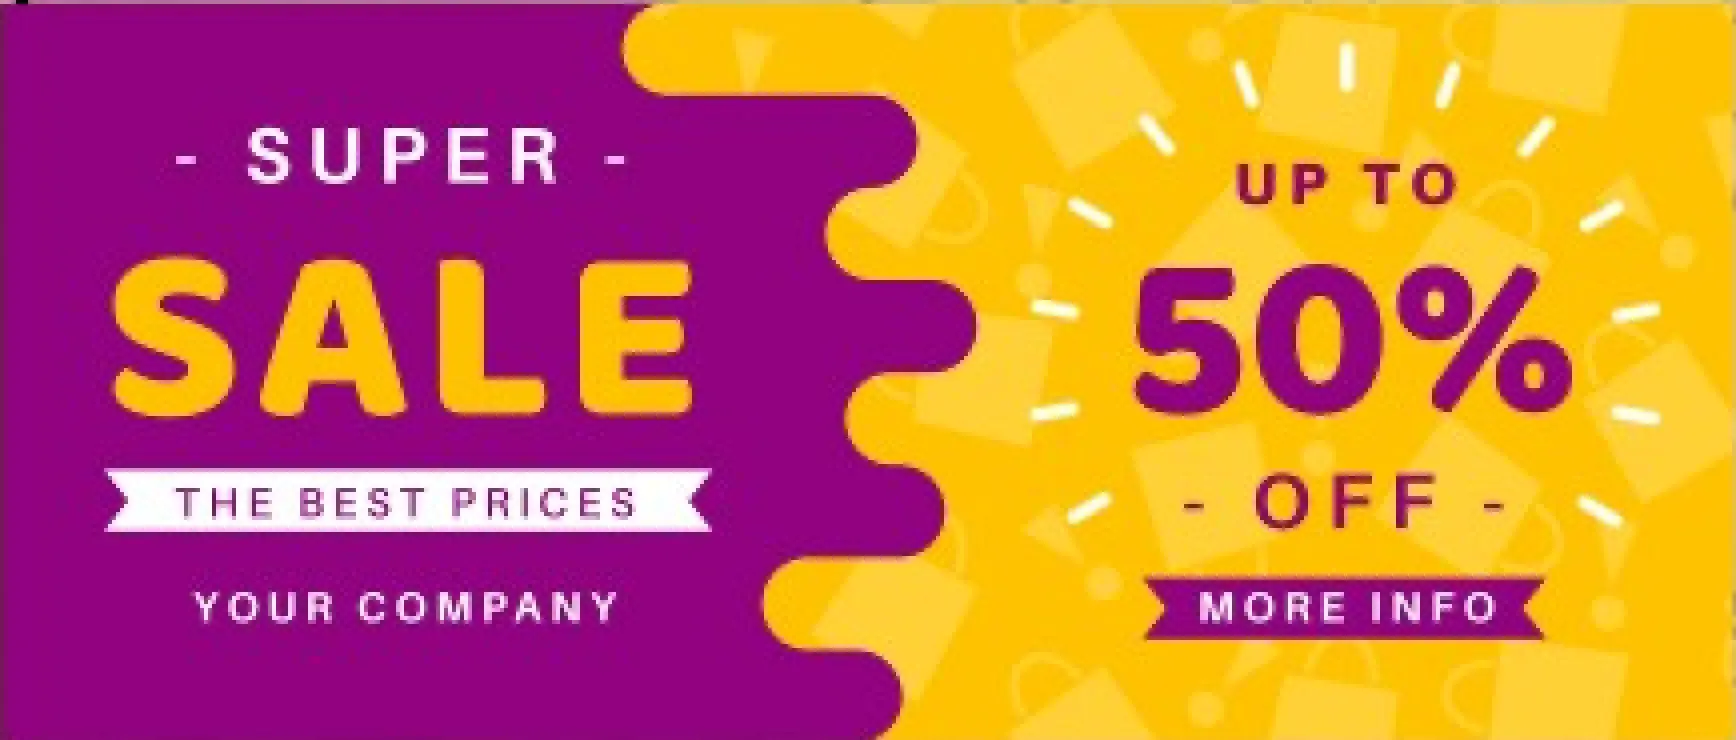 - SUPER -
SALE
THE BEST PRICES
YOUR COMPANY
UP TO
50%
- OFF -
MORE INFO